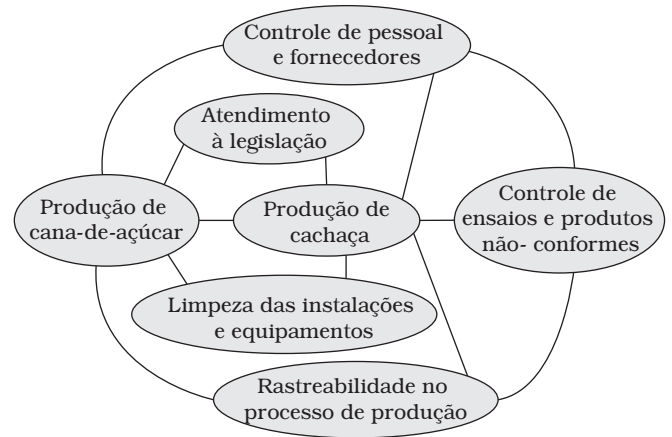 Controle de pessoal
e fornecedores
Atendimento
à legislação
Produção de
cana-de-açúcar
Produção de
cachaça
Controle de
ensaios e produtos
não- conformes
Limpeza das instalações
e equipamentos
Rastreabilidade no
processo de produção